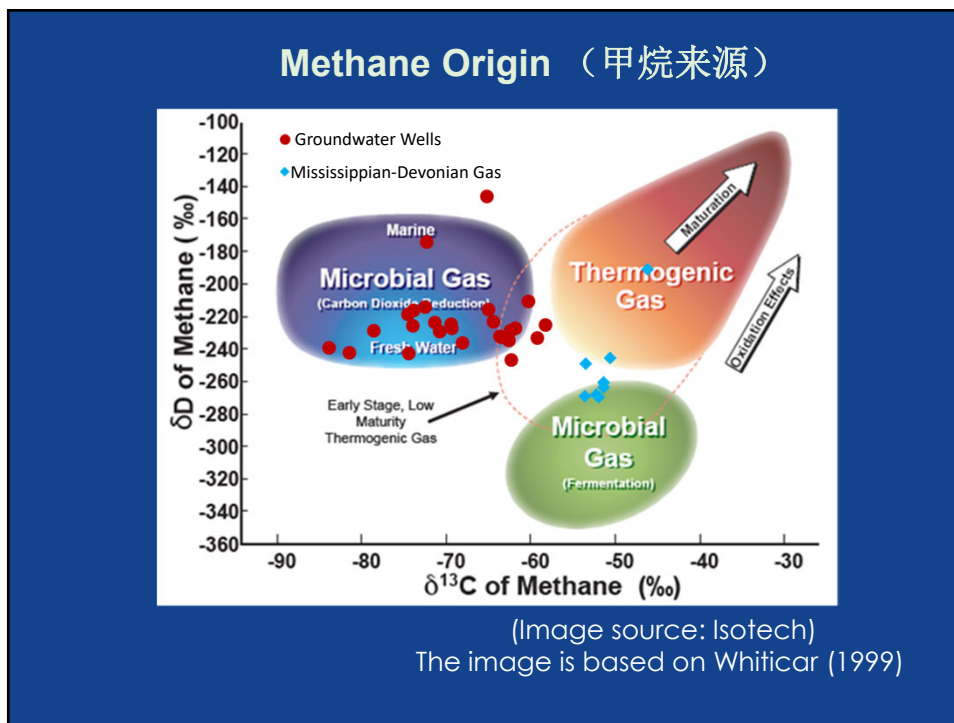 Methane Origin （甲烷来源）
-100
-120
-140
-160
-180
-200
-220
-240
-260
-280
-300
-320
-340
-360
δD of Methane ( ‰)
Groundwater Wells
Mississippian-Devonian Gas
Marine
Microbial Gas
(Carbon Dioxide Reduction)
Fresh Water
Maturation
Thermogenic
Gas
Oxidation Effects
Early Stage, Low
Maturity
Thermogenic Gas
Microbial
Gas
(Fermentation)
-90
-80
-70
-60
-50
-40
-30
δ13C of Methane (‰)
(Image source: Isotech)
The image is based on Whiticar (1999)